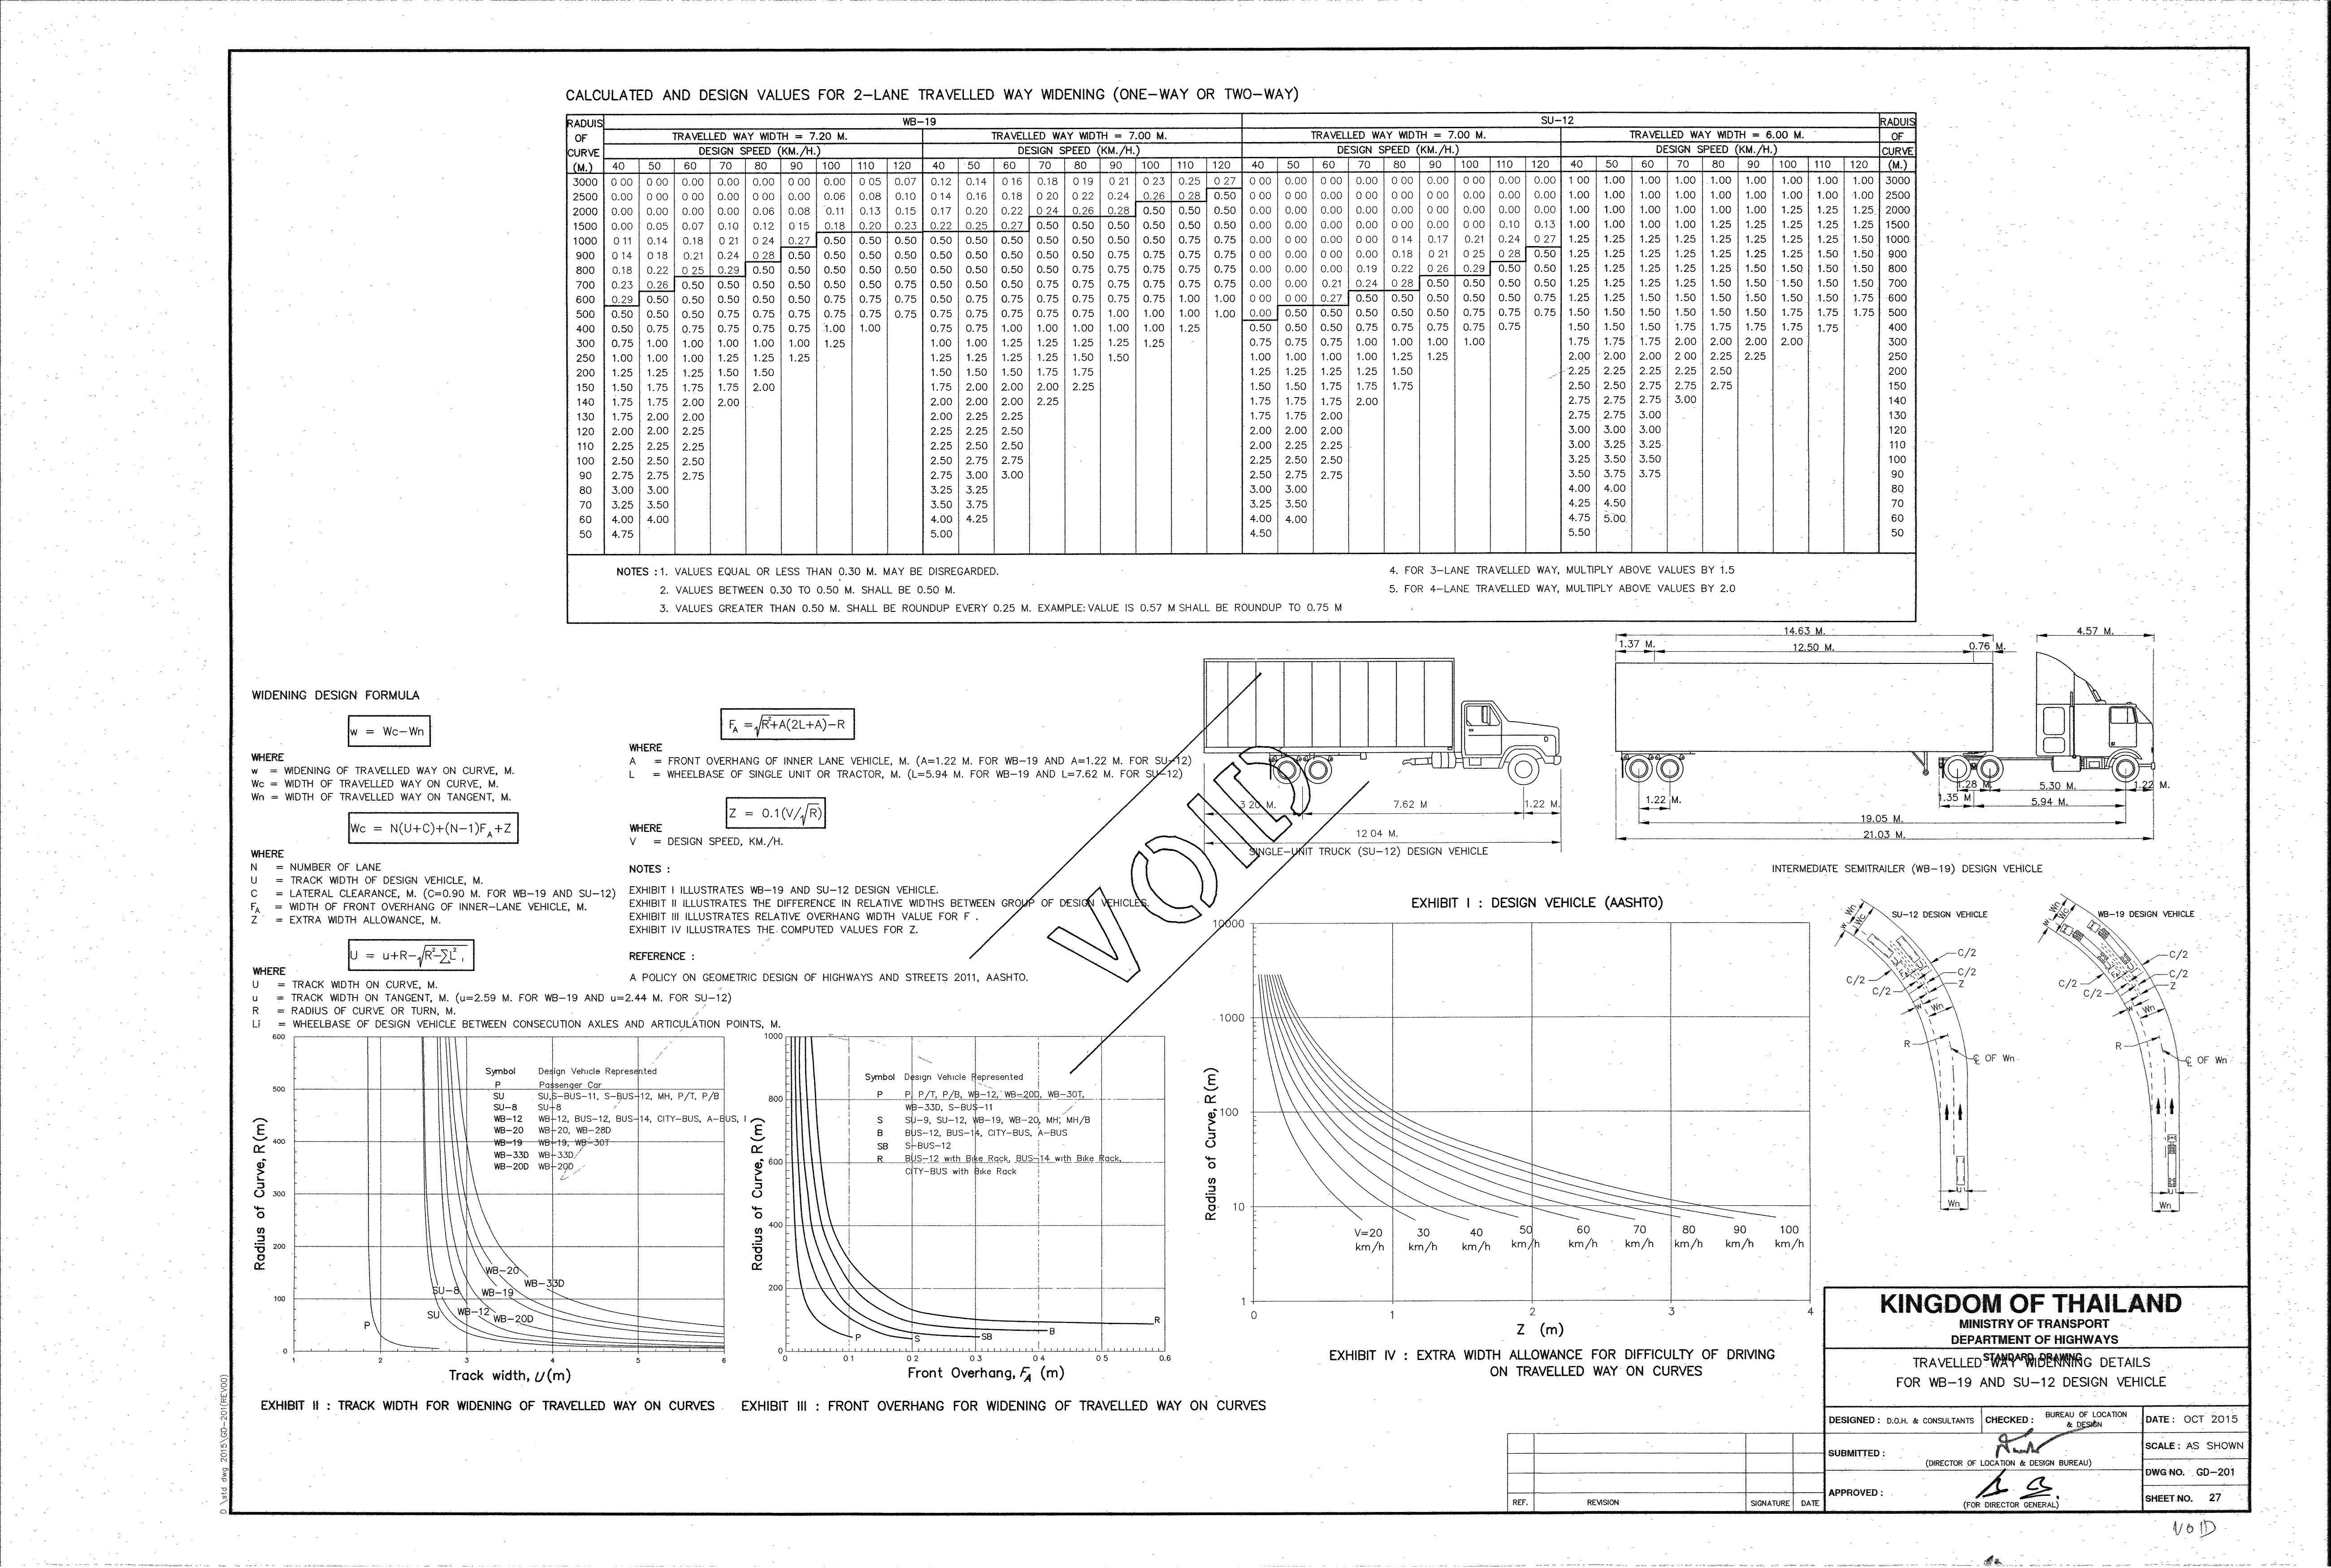 CALCULATED AND DESIGN VALUES FOR 2-LANE TRAVELLED WAY WIDENING (ONE-WAY OR TWO-WAY)
RADUIS OF CURVE (M.) WB-19 SU-12 RADUIS OF CURVE (M.)
TRAVELLED WAY WIDTH = 7.20 M. TRAVELLED WAY WIDTH = 7.00 M. TRAVELLED WAY WIDTH = 7.00 M. TRAVELLED WAY WIDTH = 6.00 M.
DESIGN SPEED (KM./H.) DESIGN SPEED (KM./H.) DESIGN SPEED (KM./H.) DESIGN SPEED (KM./H.)
40 50 60 70 80 90 100 110 120 40 50 60 70 80 90 100 110 120 40 50 60 70 80 90 100 110 120 40 50 60 70 80 90 100 110 120
3000 0.00 0.00 0.00 0.00 0.00 0.00 0.00 0.05 0.07 0.12 0.14 0.16 0.18 0.19 0.21 0.23 0.25 0.27 0.00 0.00 0.00 0.00 0.00 0.00 0.00 0.00 0.00 1.00 1.00 1.00 1.00 1.00 1.00 1.00 1.00 1.00 3000
2500 0.00 0.00 0.00 0.00 0.00 0.00 0.06 0.08 0.10 0.14 0.16 0.18 0.20 0.22 0.24 0.26 0.28 0.50 0.00 0.00 0.00 0.00 0.00 0.00 0.00 0.00 0.00 1.00 1.00 1.00 1.00 1.00 1.00 1.00 1.00 1.00 2500
2000 0.00 0.00 0.00 0.00 0.06 0.08 0.11 0.13 0.15 0.17 0.20 0.22 0.24 0.26 0.28 0.50 0.50 0.50 0.00 0.00 0.00 0.00 0.00 0.00 0.00 0.00 0.00 1.00 1.00 1.00 1.00 1.00 1.00 1.25 1.25 1.25 2000
1500 0.00 0.05 0.07 0.10 0.12 0.15 0.18 0.20 0.23 0.22 0.25 0.27 0.50 0.50 0.50 0.50 0.50 0.50 0.00 0.00 0.00 0.00 0.00 0.00 0.00 0.10 0.13 1.00 1.00 1.00 1.00 1.25 1.25 1.25 1.25 1.25 1500
1000 0.11 0.14 0.18 0.21 0.24 0.27 0.50 0.50 0.50 0.50 0.50 0.50 0.50 0.50 0.50 0.50 0.75 0.75 0.00 0.00 0.00 0.00 0.14 0.17 0.21 0.24 0.27 1.25 1.25 1.25 1.25 1.25 1.25 1.25 1.25 1.50 1000
900 0.14 0.18 0.21 0.24 0.28 0.50 0.50 0.50 0.50 0.50 0.50 0.50 0.50 0.50 0.75 0.75 0.75 0.75 0.00 0.00 0.00 0.00 0.18 0.21 0.25 0.28 0.50 1.25 1.25 1.25 1.25 1.25 1.25 1.50 1.50 1.50 900
800 0.18 0.22 0.25 0.29 0.50 0.50 0.50 0.50 0.50 0.50 0.50 0.50 0.50 0.75 0.75 0.75 0.75 0.75 0.00 0.00 0.00 0.19 0.22 0.26 0.29 0.50 0.50 1.25 1.25 1.25 1.25 1.25 1.50 1.50 1.50 1.50 800
700 0.23 0.26 0.50 0.50 0.50 0.50 0.50 0.50 0.75 0.50 0.50 0.50 0.75 0.75 0.75 0.75 0.75 0.75 0.00 0.00 0.21 0.24 0.28 0.50 0.50 0.50 0.50 1.25 1.25 1.25 1.25 1.50 1.50 1.50 1.50 1.50 700
600 0.29 0.50 0.50 0.50 0.50 0.50 0.75 0.75 0.75 0.50 0.75 0.75 0.75 0.75 0.75 0.75 1.00 1.00 0.00 0.00 0.27 0.50 0.50 0.50 0.50 0.50 0.75 1.25 1.25 1.50 1.50 1.50 1.50 1.50 1.50 1.75 600
500 0.50 0.50 0.50 0.75 0.75 0.75 0.75 0.75 0.75 0.75 0.75 0.75 0.75 0.75 1.00 1.00 1.00 1.00 0.00 0.50 0.50 0.50 0.50 0.50 0.75 0.75 0.75 1.50 1.50 1.50 1.50 1.50 1.50 1.75 1.75 1.75 500
400 0.50 0.75 0.75 0.75 0.75 0.75 1.00 1.00 0.75 0.75 1.00 1.00 1.00 1.00 1.00 1.25 0.50 0.50 0.50 0.75 0.75 0.75 0.75 0.75 1.50 1.50 1.50 1.75 1.75 1.75 1.75 1.75 400
300 0.75 1.00 1.00 1.00 1.00 1.00 1.25 1.00 1.00 1.25 1.25 1.25 1.25 1.25 0.75 0.75 0.75 1.00 1.00 1.00 1.00 1.75 1.75 1.75 2.00 2.00 2.00 2.00 300
250 1.00 1.00 1.00 1.25 1.25 1.25 1.25 1.25 1.25 1.25 1.50 1.50 1.00 1.00 1.00 1.00 1.25 1.25 2.00 2.00 2.00 2.00 2.25 2.25 250
200 1.25 1.25 1.25 1.50 1.50 1.50 1.50 1.50 1.75 1.75 1.25 1.25 1.25 1.25 1.50 2.25 2.25 2.25 2.25 2.50 200
150 1.50 1.75 1.75 1.75 2.00 1.75 2.00 2.00 2.00 2.25 1.50 1.50 1.75 1.75 1.75 2.50 2.50 2.75 2.75 2.75 150
140 1.75 1.75 2.00 2.00 2.00 2.00 2.00 2.25 1.75 1.75 1.75 2.00 2.75 2.75 2.75 3.00 140
130 1.75 2.00 2.00 2.00 2.25 2.25 1.75 1.75 2.00 2.75 2.75 3.00 130
120 2.00 2.00 2.25 2.25 2.25 2.50 2.00 2.00 2.00 3.00 3.00 3.00 120
110 2.25 2.25 2.25 2.25 2.50 2.50 2.00 2.25 2.25 3.00 3.25 3.25 110
100 2.50 2.50 2.50 2.50 2.75 2.75 2.25 2.50 2.50 3.25 3.50 3.50 100
90 2.75 2.75 2.75 2.75 3.00 3.00 2.50 2.75 2.75 3.50 3.75 3.75 90
80 3.00 3.00 3.25 3.25 3.00 3.00 4.00 4.00 80
70 3.25 3.50 3.50 3.75 3.25 3.50 4.25 4.50 70
60 4.00 4.00 4.00 4.25 4.00 4.00 4.75 5.00 60
50 4.75 5.00 4.50 5.50 50
NOTES : 1. VALUES EQUAL OR LESS THAN 0.30 M. MAY BE DISREGARDED.
2. VALUES BETWEEN 0.30 TO 0.50 M. SHALL BE 0.50 M.
3. VALUES GREATER THAN 0.50 M. SHALL BE ROUNDUP EVERY 0.25 M. EXAMPLE: VALUE IS 0.57 M SHALL BE ROUNDUP TO 0.75 M
4. FOR 3-LANE TRAVELLED WAY, MULTIPLY ABOVE VALUES BY 1.5
5. FOR 4-LANE TRAVELLED WAY, MULTIPLY ABOVE VALUES BY 2.0
WIDENING DESIGN FORMULA
w = Wc-Wn
WHERE
w = WIDENING OF TRAVELLED WAY ON CURVE, M.
Wc = WIDTH OF TRAVELLED WAY ON CURVE, M.
Wn = WIDTH OF TRAVELLED WAY ON TANGENT, M.
Wc = N(U+C)+(N-1)FA+Z
WHERE
N = NUMBER OF LANE
U = TRACK WIDTH OF DESIGN VEHICLE, M.
C = LATERAL CLEARANCE, M. (C=0.90 M. FOR WB-19 AND SU-12)
FA = WIDTH OF FRONT OVERHANG OF INNER-LANE VEHICLE, M.
Z = EXTRA WIDTH ALLOWANCE, M.
U = u+R-√R²-∑L²i
WHERE
U = TRACK WIDTH ON CURVE, M.
u = TRACK WIDTH ON TANGENT, M. (u=2.59 M. FOR WB-19 AND u=2.44 M. FOR SU-12)
R = RADIUS OF CURVE OR TURN, M.
Li = WHEELBASE OF DESIGN VEHICLE BETWEEN CONSECUTION AXLES AND ARTICULATION POINTS, M.
FA = √R²+A(2L+A)-R
WHERE
A = FRONT OVERHANG OF INNER LANE VEHICLE, M. (A=1.22 M. FOR WB-19 AND A=1.22 M. FOR SU-12)
L = WHEELBASE OF SINGLE UNIT OR TRACTOR, M. (L=5.94 M. FOR WB-19 AND L=7.62 M. FOR SU-12)
Z = 0.1(V/√R)
WHERE
V = DESIGN SPEED, KM./H.
NOTES :
EXHIBIT I ILLUSTRATES WB-19 AND SU-12 DESIGN VEHICLE.
EXHIBIT II ILLUSTRATES THE DIFFERENCE IN RELATIVE WIDTHS BETWEEN GROUP OF DESIGN VEHICLES.
EXHIBIT III ILLUSTRATES RELATIVE OVERHANG WIDTH VALUE FOR F .
EXHIBIT IV ILLUSTRATES THE COMPUTED VALUES FOR Z.
REFERENCE :
A POLICY ON GEOMETRIC DESIGN OF HIGHWAYS AND STREETS 2011, AASHTO.
VOID
3.20 M. 7.62 M 1.22 M.
12.04 M.
SINGLE-UNIT TRUCK (SU-12) DESIGN VEHICLE
14.63 M. 4.57 M.
1.37 M. 12.50 M. 0.76 M.
1.28 M. 5.30 M. 1.22 M.
1.22 M. 1.35 M 5.94 M.
19.05 M.
21.03 M.
INTERMEDIATE SEMITRAILER (WB-19) DESIGN VEHICLE
EXHIBIT I : DESIGN VEHICLE (AASHTO)
Radius of Curve, R (m)
600
500
400
300
200
100
0
1 2 3 4 5 6
Symbol Design Vehicle Represented
P Passenger Car
SU SU,S-BUS-11, S-BUS-12, MH, P/T, P/B
SU-8 SU-8
WB-12 WB-12, BUS-12, BUS-14, CITY-BUS, A-BUS, I
WB-20 WB-20, WB-28D
WB-19 WB-19, WB-30T
WB-33D WB-33D
WB-20D WB-20D
WB-20
WB-33D
SU-8
WB-19
SU
WB-12
WB-20D
P
Track width, U (m)
EXHIBIT II : TRACK WIDTH FOR WIDENING OF TRAVELLED WAY ON CURVES
Radius of Curve, R (m)
1000
800
600
400
200
0
0 0.1 0.2 0.3 0.4 0.5 0.6
Symbol Design Vehicle Represented
P P, P/T, P/B, WB-12, WB-20D, WB-30T,
WB-33D, S-BUS-11
S SU-9, SU-12, WB-19, WB-20, MH, MH/B
B BUS-12, BUS-14, CITY-BUS, A-BUS
SB S-BUS-12
R BUS-12 with Bike Rack, BUS-14 with Bike Rack,
CITY-BUS with Bike Rack
P S SB B R
Front Overhang, FA (m)
EXHIBIT III : FRONT OVERHANG FOR WIDENING OF TRAVELLED WAY ON CURVES
Radius of Curve, R (m)
10000
1000
100
10
1
V=20 km/h 30 km/h 40 km/h 50 km/h 60 km/h 70 km/h 80 km/h 90 km/h 100 km/h
0 1 2 3 4
Z (m)
EXHIBIT IV : EXTRA WIDTH ALLOWANCE FOR DIFFICULTY OF DRIVING
ON TRAVELLED WAY ON CURVES
SU-12 DESIGN VEHICLE
Wn
Wc
w
C/2
C/2
C/2
C/2
Z
FA
w
Wn
R
℄ OF Wn
U
Wn
WB-19 DESIGN VEHICLE
Wn
Wc
w
C/2
C/2
C/2
C/2
Z
w
Wn
R
℄ OF Wn
U
Wn
KINGDOM OF THAILAND
MINISTRY OF TRANSPORT
DEPARTMENT OF HIGHWAYS
STANDARD DRAWING
TRAVELLED WAY WIDENNING DETAILS
FOR WB-19 AND SU-12 DESIGN VEHICLE
DESIGNED : D.O.H. & CONSULTANTS CHECKED : BUREAU OF LOCATION & DESIGN DATE : OCT 2015
SUBMITTED : (DIRECTOR OF LOCATION & DESIGN BUREAU) SCALE : AS SHOWN
DWG NO. GD-201
APPROVED : (FOR DIRECTOR GENERAL) SHEET NO. 27
REF. REVISION SIGNATURE DATE
D:\std dwg 2015\GD-201(REV00)
VOID